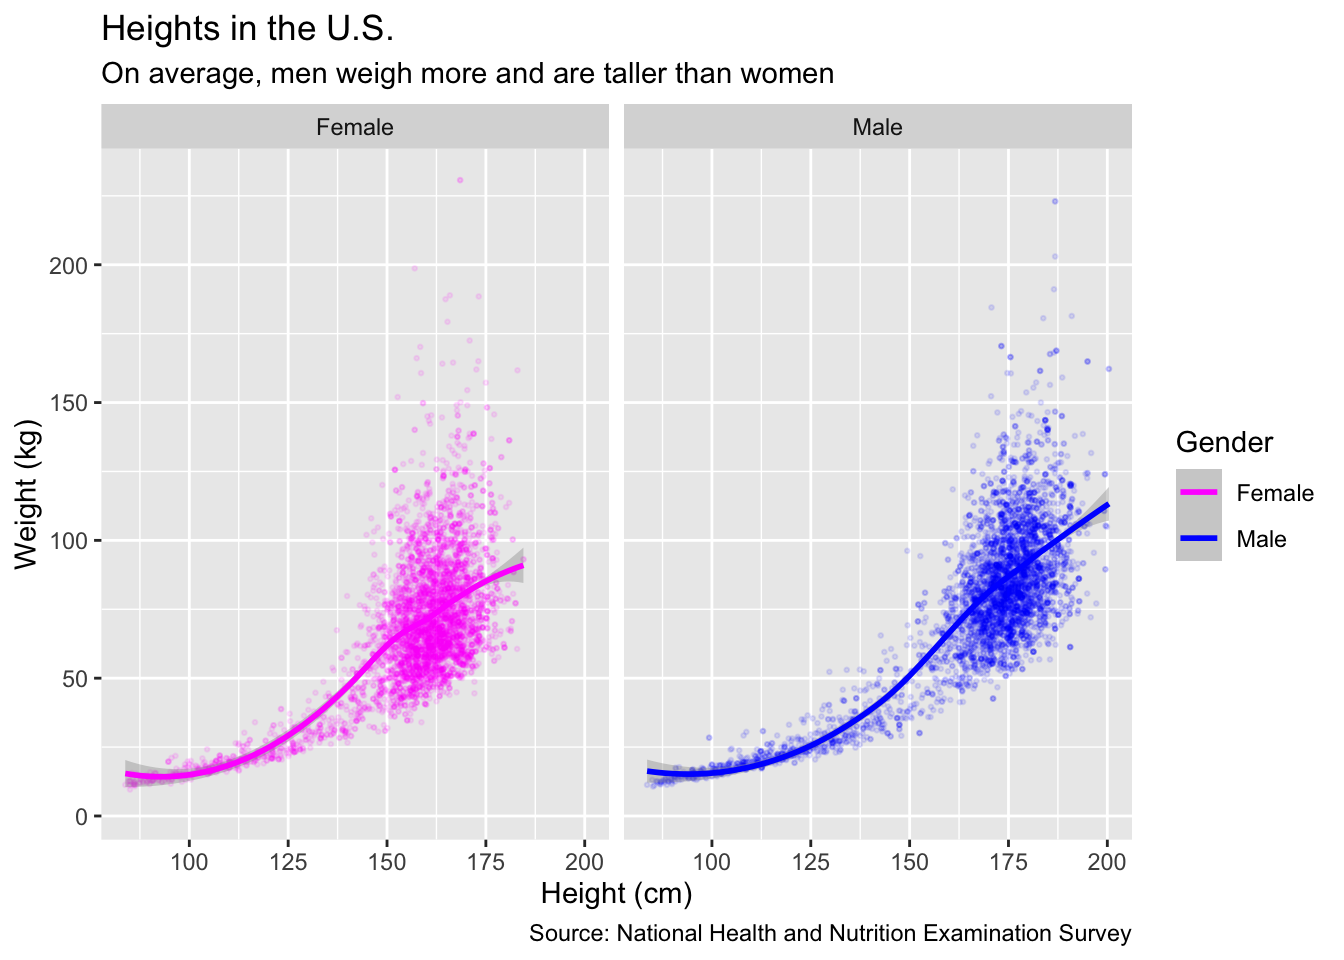 Heights in the U.S.
On average, men weigh more and are taller than women
Female
Male
Weight (kg)
200
150
100
50
0
100 125 150 175 200
100 125 150 175 200
Height (cm)
Gender
Female
Male
Source: National Health and Nutrition Examination Survey